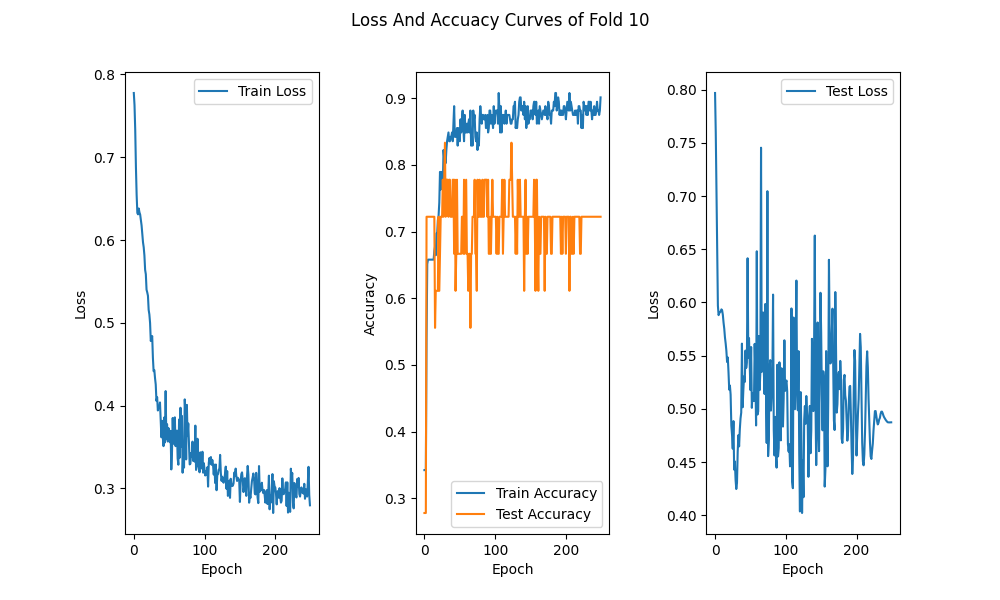 Loss And Accuacy Curves of Fold 10
Train Loss
0.8
0.7
0.6
0.5
0.4
0.3
Loss
0
100
200
Epoch
0.9
0.8
0.7
0.6
0.5
0.4
0.3
Accuracy
Train Accuracy
Test Accuracy
0
100
200
Epoch
Test Loss
0.80
0.75
0.70
0.65
0.60
0.55
0.50
0.45
0.40
Loss
0
100
200
Epoch